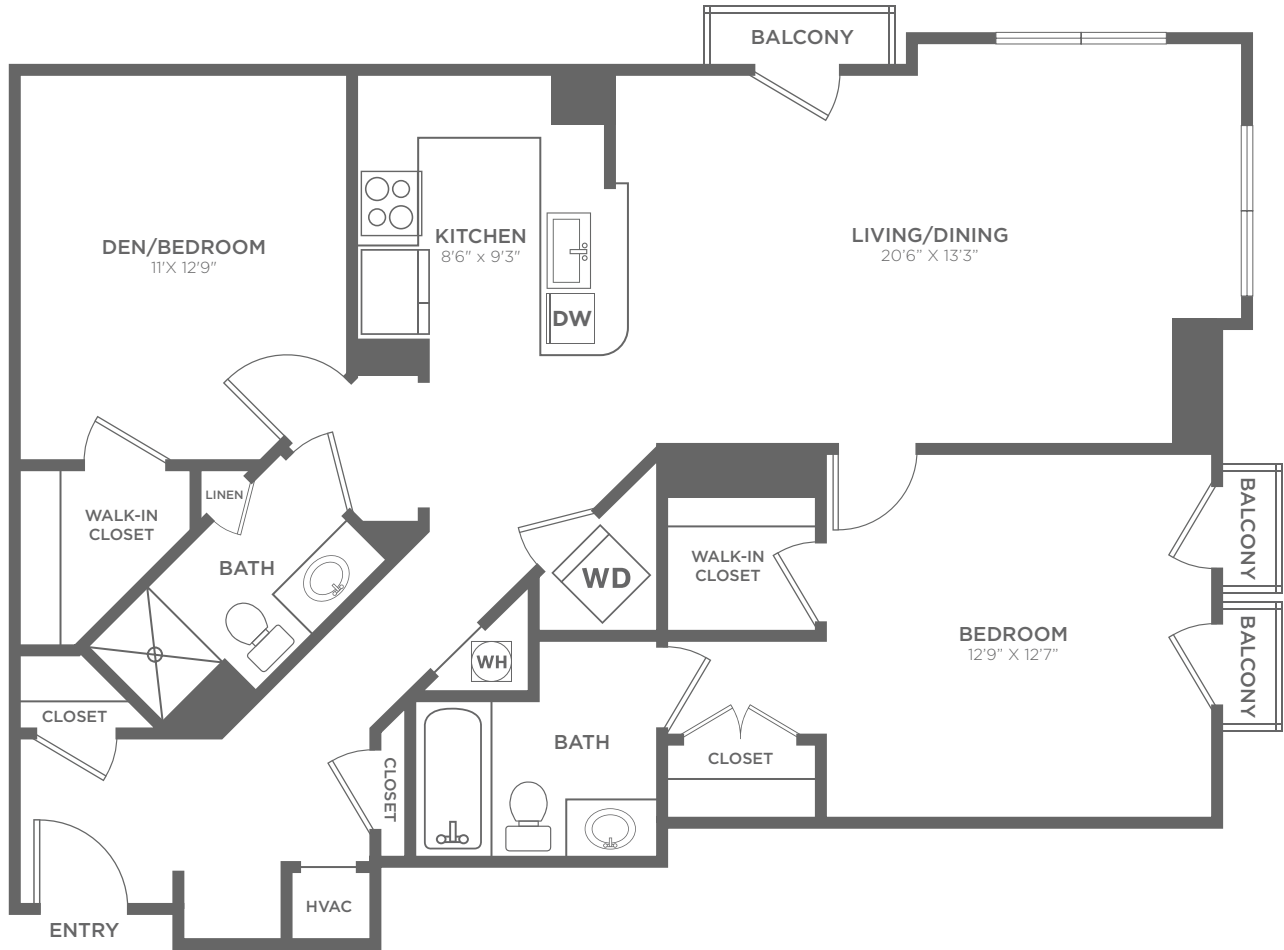 BALCONY
DEN/BEDROOM
11'X 12'9"
KITCHEN
8'6" x 9'3"
LIVING/DINING
20'6" X 13'3"
DW
LINEN
WALK-IN
CLOSET
BATH
WD
WALK-IN
CLOSET
BALCONY
BEDROOM
12'9" X 12'7"
BALCONY
WH
CLOSET
BATH
CLOSET
CLOSET
HVAC
ENTRY